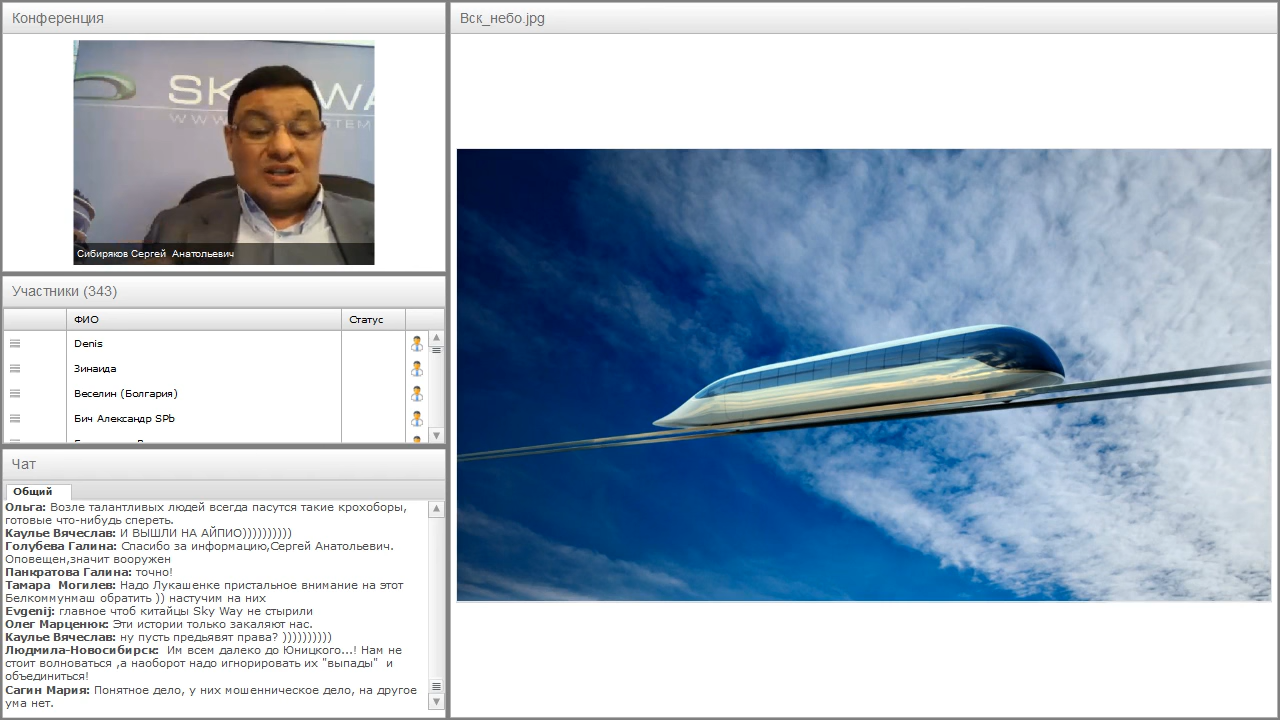 Конференция
SK
WA
WWW
STEM
Сибиряков Сергей Анатольевич
Участники (343)
ФИО Статус
Denis
Зинаида
Веселин (Болгария)
Бич Александр SPb
Чат
Общий
Ольга: Возле талантливых людей всегда пасутся такие крохоборы,
готовые что-нибудь спереть.
Каулье Вячеслав: И ВЫШЛИ НА АЙПИО))))))))))
Голубева Галина: Спасибо за информацию,Сергей Анатольевич.
Оповещен,значит вооружен
Панкратова Галина: точно!
Тамара Могилев: Надо Лукашенке пристальное внимание на этот
Белкоммунмаш обратить )) настучим на них
Evgenij: главное чтоб китайцы Sky Way не стырили
Олег Марценюк: Эти истории только закаляют нас.
Каулье Вячеслав: ну пусть предьявят права? ))))))))))
Людмила-Новосибирск: Им всем далеко до Юницкого...! Нам не
стоит волноваться ,а наоборот надо игнорировать их "выпады" и
объединиться!
Сагин Мария: Понятное дело, у них мошенническое дело, на другое
ума нет.
Вск_небо.jpg